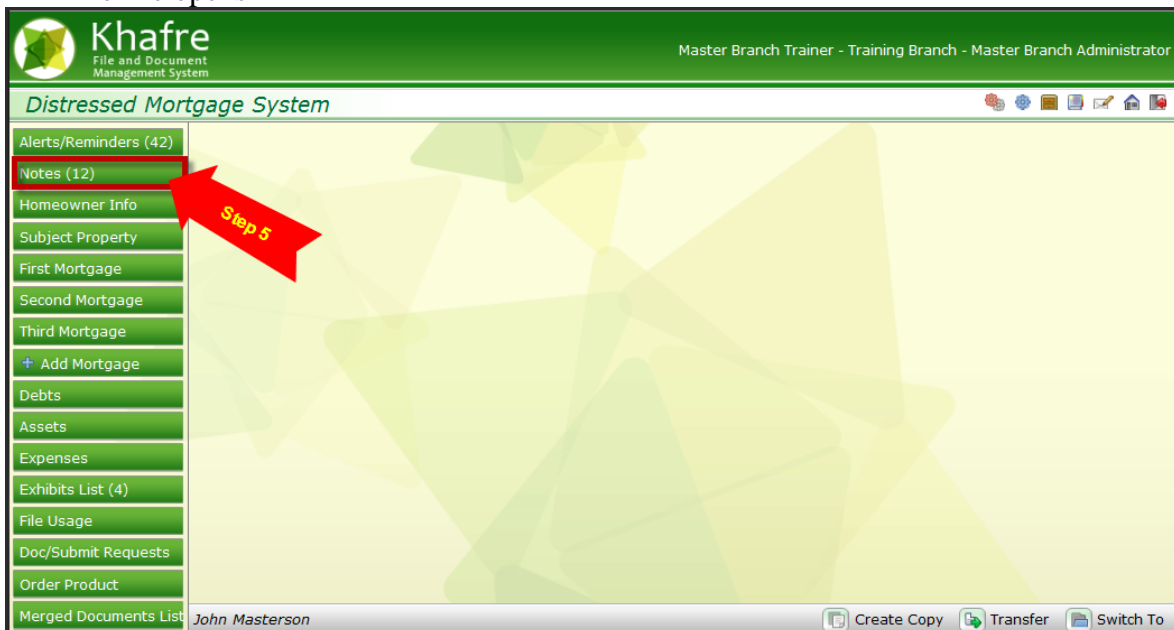 Khafre
File and Document
Management System
Master Branch Trainer - Training Branch - Master Branch Administrator
Distressed Mortgage System
Alerts/Reminders (42)
Notes (12)
Step 5
Homeowner Info
Subject Property
First Mortgage
Second Mortgage
Third Mortgage
+ Add Mortgage
Debts
Assets
Expenses
Exhibits List (4)
File Usage
Doc/Submit Requests
Order Product
Merged Documents List
John Masterson
Create Copy
Transfer
Switch To